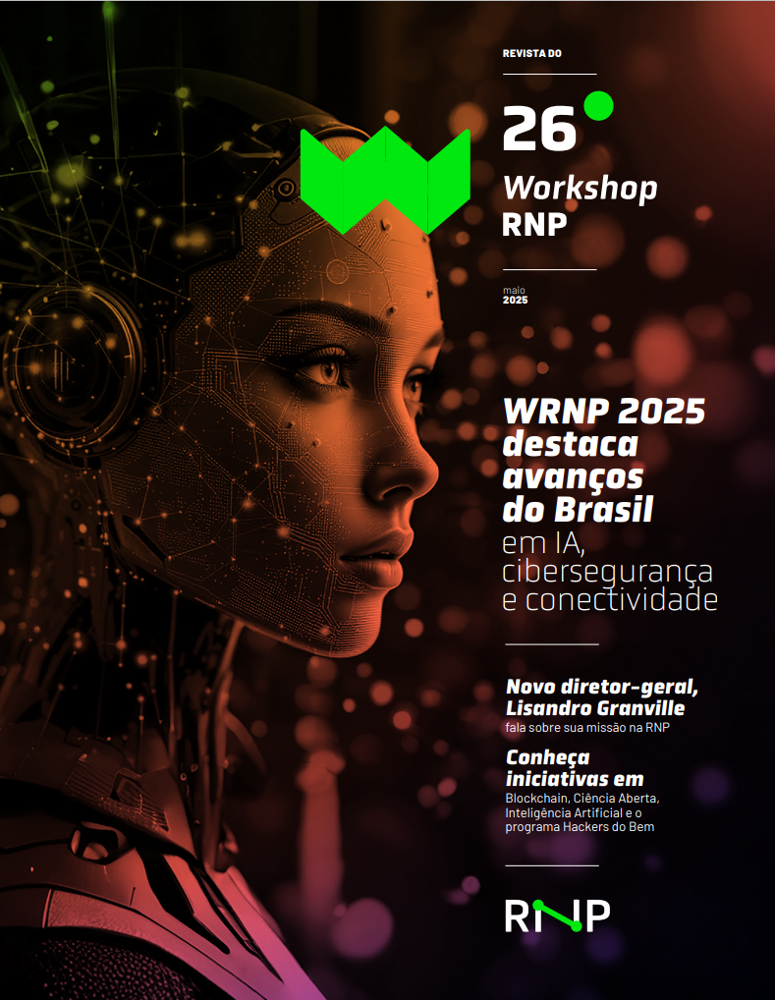 REVISTA DO
26°
Workshop
RNP
maio
2025
WRNP 2025
destaca
avanços
do Brasil
em IA,
cibersegurança
e conectividade
Novo diretor-geral,
Lisandro Granville
fala sobre sua missão na RNP
Conheça
iniciativas em
Blockchain, Ciência Aberta,
Inteligência Artificial e o
programa Hackers do Bem
RNP